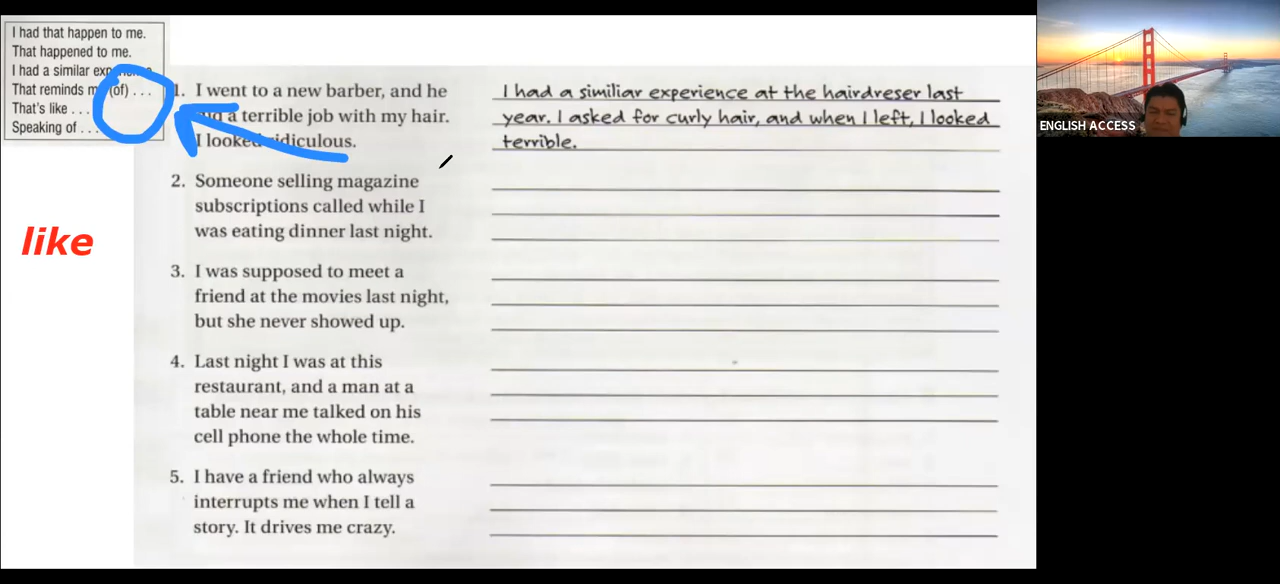 I had that happen to me.
That happened to me.
I had a similar
That reminds (of) ...
That's like ...
Speaking of ...
like
ENGLISH ACCESS
1. I went to a new barber, and he
a terrible job with my hair.
I looked ridiculous.
I had a similiar experience at the hairdreser last
year. I asked for curly hair, and when I left, I looked
terrible.
2. Someone selling magazine
subscriptions called while I
was eating dinner last night.
3. I was supposed to meet a
friend at the movies last night,
but she never showed up.
4. Last night I was at this
restaurant, and a man at a
table near me talked on his
cell phone the whole time.
5. I have a friend who always
interrupts me when I tell a
story. It drives me crazy.